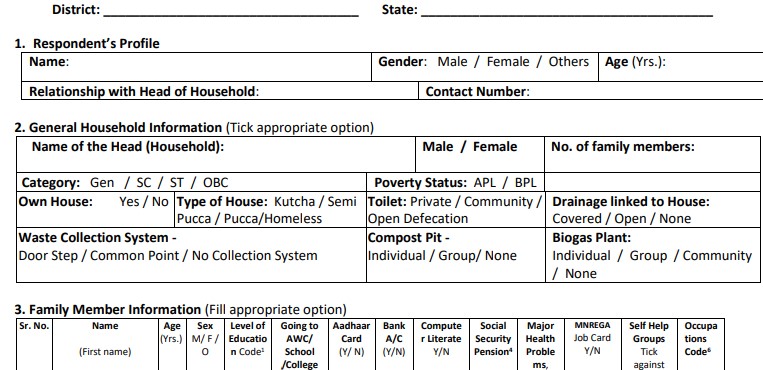 District: ______________________________ State: ___________________________________
1. Respondent's Profile
Name: Gender: Male / Female / Others Age (Yrs.):
Relationship with Head of Household: Contact Number:
2. General Household Information (Tick appropriate option)
Name of the Head (Household): Male / Female No. of family members:
Category: Gen / SC / ST / OBC Poverty Status: APL / BPL
Own House: Yes / No Type of House: Kutcha / Semi Toilet: Private / Community / Drainage linked to House:
Pucca / Pucca/Homeless Open Defecation Covered / Open / None
Waste Collection System - Compost Pit - Biogas Plant:
Door Step / Common Point / No Collection System Individual / Group/ None Individual / Group / Community
/ None
3. Family Member Information (Fill appropriate option)
Sr. No. Name Age Sex Level of Going to Aadhaar Bank Compute Social Major MNREGA Self Help Occupa
(Yrs.) M/ F / Educatio AWC/ Card A/C r Literate Security Health Job Card Groups tions
(First name) O n Code¹ School (Y/ N) (Y/N) Y/N Pension⁴ Proble Y/N Tick Code⁶
/College ms, against